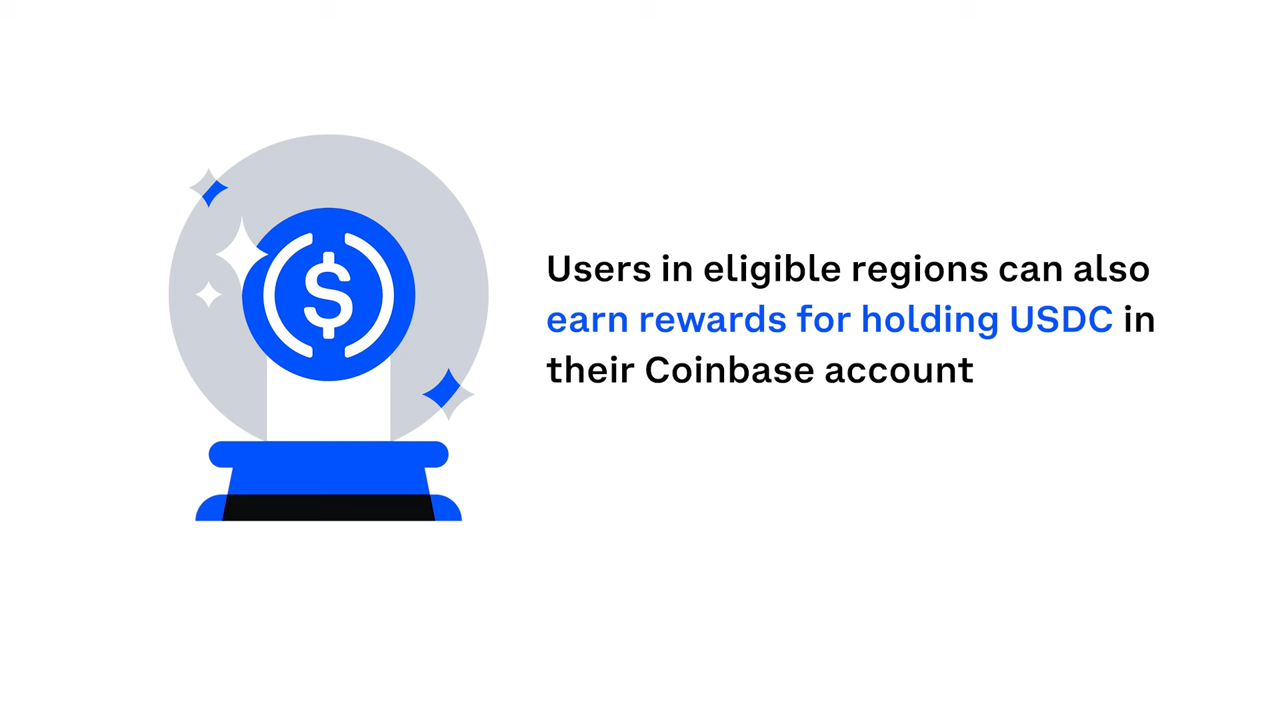 Users in eligible regions can also
earn rewards for holding USDC in
their Coinbase account